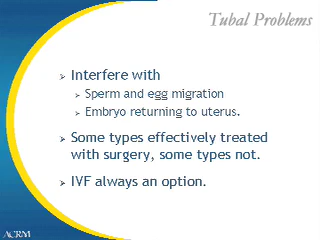 Tubal Problems
Interfere with
Sperm and egg migration
Embryo returning to uterus.
Some types effectively treated
with surgery, some types not.
IVF always an option.
ACRM